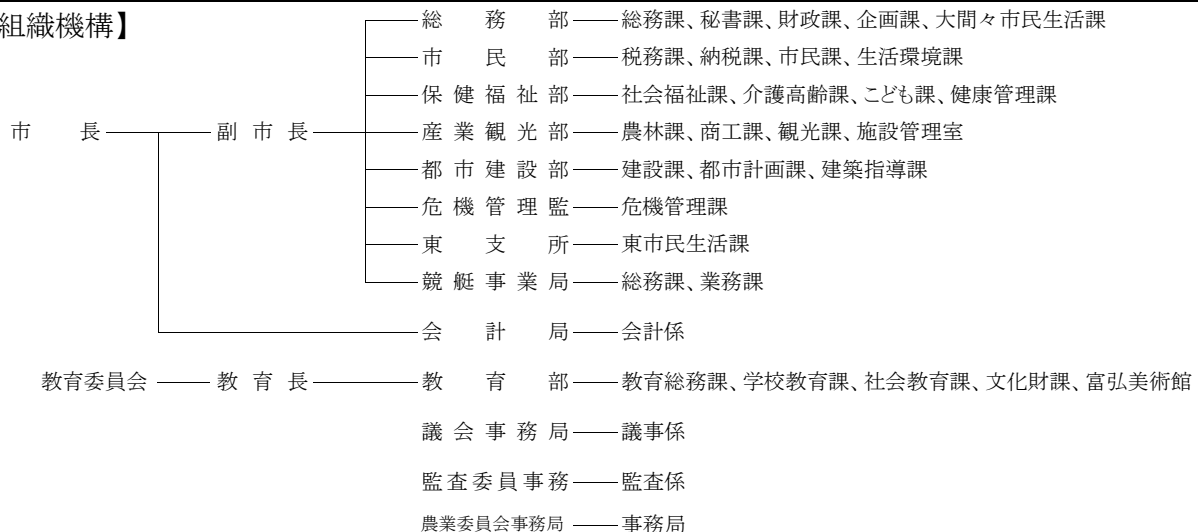 組織機構】
総務部 総務課、秘書課、財政課、企画課、大間々市民生活課
市民部 税務課、納税課、市民課、生活環境課
保健福祉部 社会福祉課、介護高齢課、こども課、健康管理課
市長 副市長 産業観光部 農林課、商工課、観光課、施設管理室
都市建設部 建設課、都市計画課、建築指導課
危機管理監 危機管理課
東支所 東市民生活課
競艇事業局 総務課、業務課
会計局 会計係
教育委員会 教育長 教育部 教育総務課、学校教育課、社会教育課、文化財課、富弘美術館
議会事務局 議事係
監査委員事務 監査係
農業委員会事務局 事務局